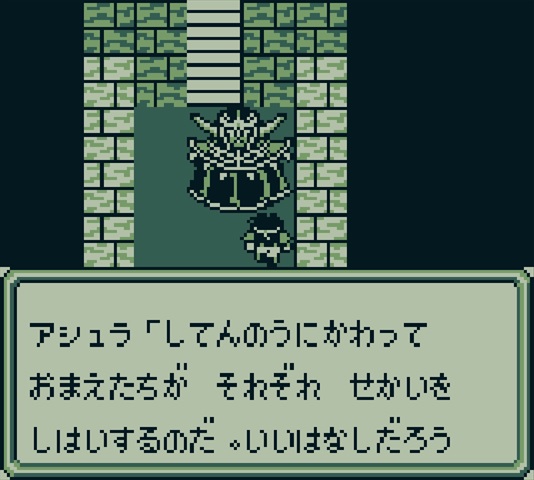 アシュラ「してんのうにかわって
おまえたちが　それぞれ　せかいを
しはいするのだ。いいはなしだろう